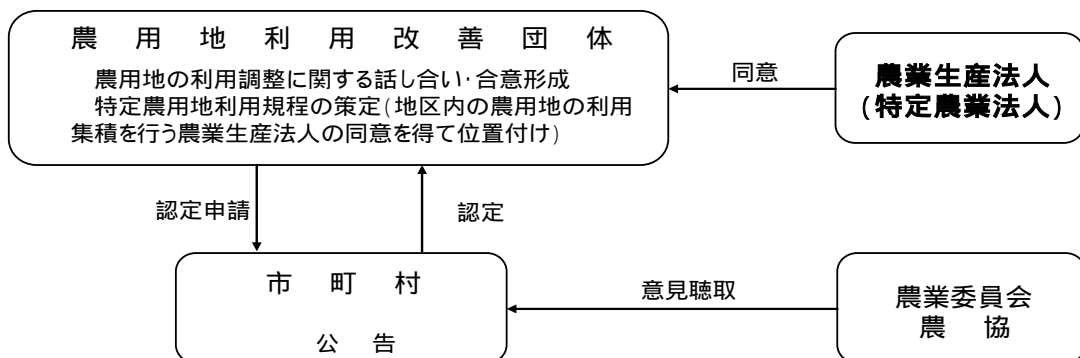 農用地利用改善団体
農用地の利用調整に関する話し合い・合意形成
特定農用地利用規程の策定(地区内の農用地の利用
集積を行う農業生産法人の同意を得て位置付け)
同意
農業生産法人
(特定農業法人)
認定申請
認定
市町村
公告
意見聴取
農業委員会
農協